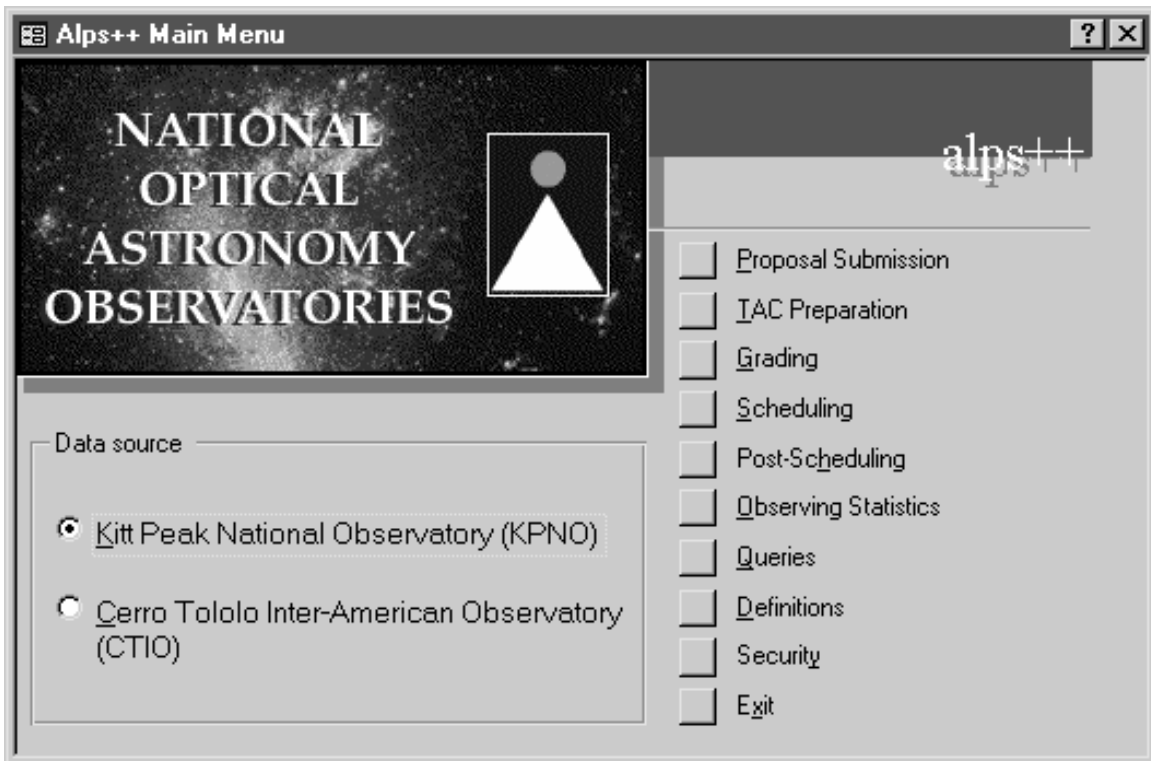 Alps++ Main Menu
? X
NATIONAL
OPTICAL
ASTRONOMY
OBSERVATORIES
alps++
Proposal Submission
TAC Preparation
Grading
Scheduling
Post-Scheduling
Observing Statistics
Queries
Definitions
Security
Exit
Data source
Kitt Peak National Observatory (KPNO)
Cerro Tololo Inter-American Observatory
(CTIO)